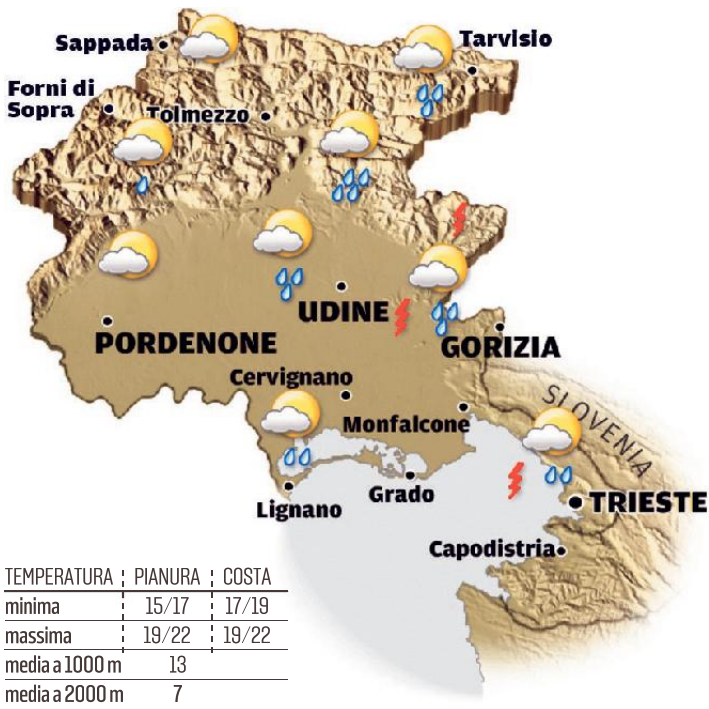 Sappada
Tarvisio
Forni di
Sopra
Tolmezzo
UDINE
PORDENONE
GORIZIA
Cervignano
Monfalcone
SLOVENIA
Lignano
Grado
TRIESTE
Capodistria
TEMPERATURA PIANURA COSTA
minima 15/17 17/19
massima 19/22 19/22
media a 1000 m 13
media a 2000 m 7